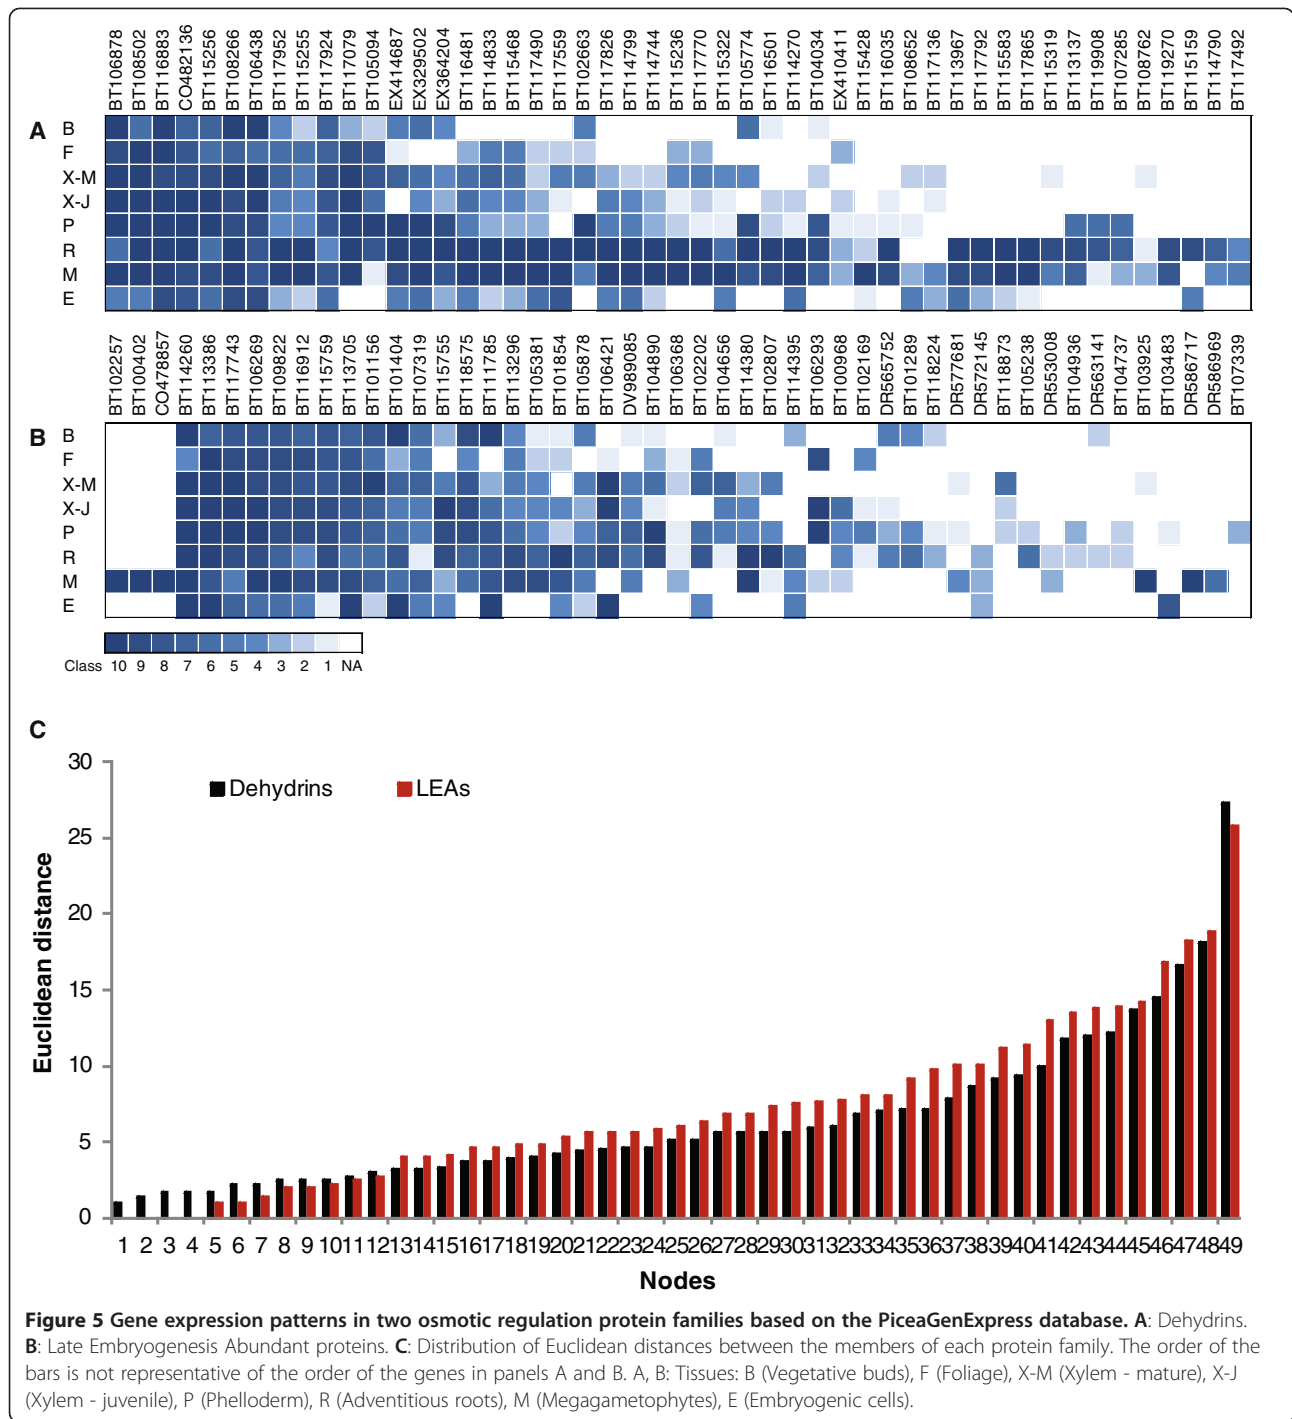 BT106878 BT108502 BT116883 CO482136 BT115256 BT108266 BT106438 BT117952 BT115255 BT117924 BT117079 BT105094 EX414687 EX329502 EX364204 BT116481 BT114833 BT115468 BT117490 BT117559 BT102663 BT117826 BT114799 BT114744 BT115236 BT117770 BT115322 BT105774 BT116501 BT114270 BT104034 EX410411 BT115428 BT116035 BT108652 BT117136 BT113967 BT117792 BT115583 BT117865 BT115319 BT113137 BT119908 BT107285 BT108762 BT119270 BT115159 BT114790 BT117492
A
B
F
X-M
X-J
P
R
M
E
BT102257 BT100402 CO478857 BT114260 BT113386 BT117743 BT106269 BT109822 BT116912 BT115759 BT113705 BT101156 BT101404 BT107319 BT115755 BT118575 BT111785 BT113296 BT105381 BT101854 BT105878 BT106421 DV989085 BT104890 BT106368 BT102202 BT104656 BT114380 BT102807 BT114395 BT106293 BT100968 BT102169 DR565752 BT101289 BT118224 DR577681 DR572145 BT118873 BT105238 DR553008 BT104936 DR563141 BT104737 BT103925 BT103483 DR586717 DR586969 BT107339
B
B
F
X-M
X-J
P
R
M
E
Class 10 9 8 7 6 5 4 3 2 1 NA
C
30
25
20
15
10
5
0
Euclidean distance
Dehydrins LEAs
1 2 3 4 5 6 7 8 9 10 11 12 13 14 15 16 17 18 19 20 21 22 23 24 25 26 27 28 29 30 31 32 33 34 35 36 37 38 39 40 41 42 43 44 45 46 47 48 49
Nodes
Figure 5 Gene expression patterns in two osmotic regulation protein families based on the PiceaGenExpress database. A: Dehydrins.
B: Late Embryogenesis Abundant proteins. C: Distribution of Euclidean distances between the members of each protein family. The order of the
bars is not representative of the order of the genes in panels A and B. A, B: Tissues: B (Vegetative buds), F (Foliage), X-M (Xylem - mature), X-J
(Xylem - juvenile), P (Phelloderm), R (Adventitious roots), M (Megagametophytes), E (Embryogenic cells).